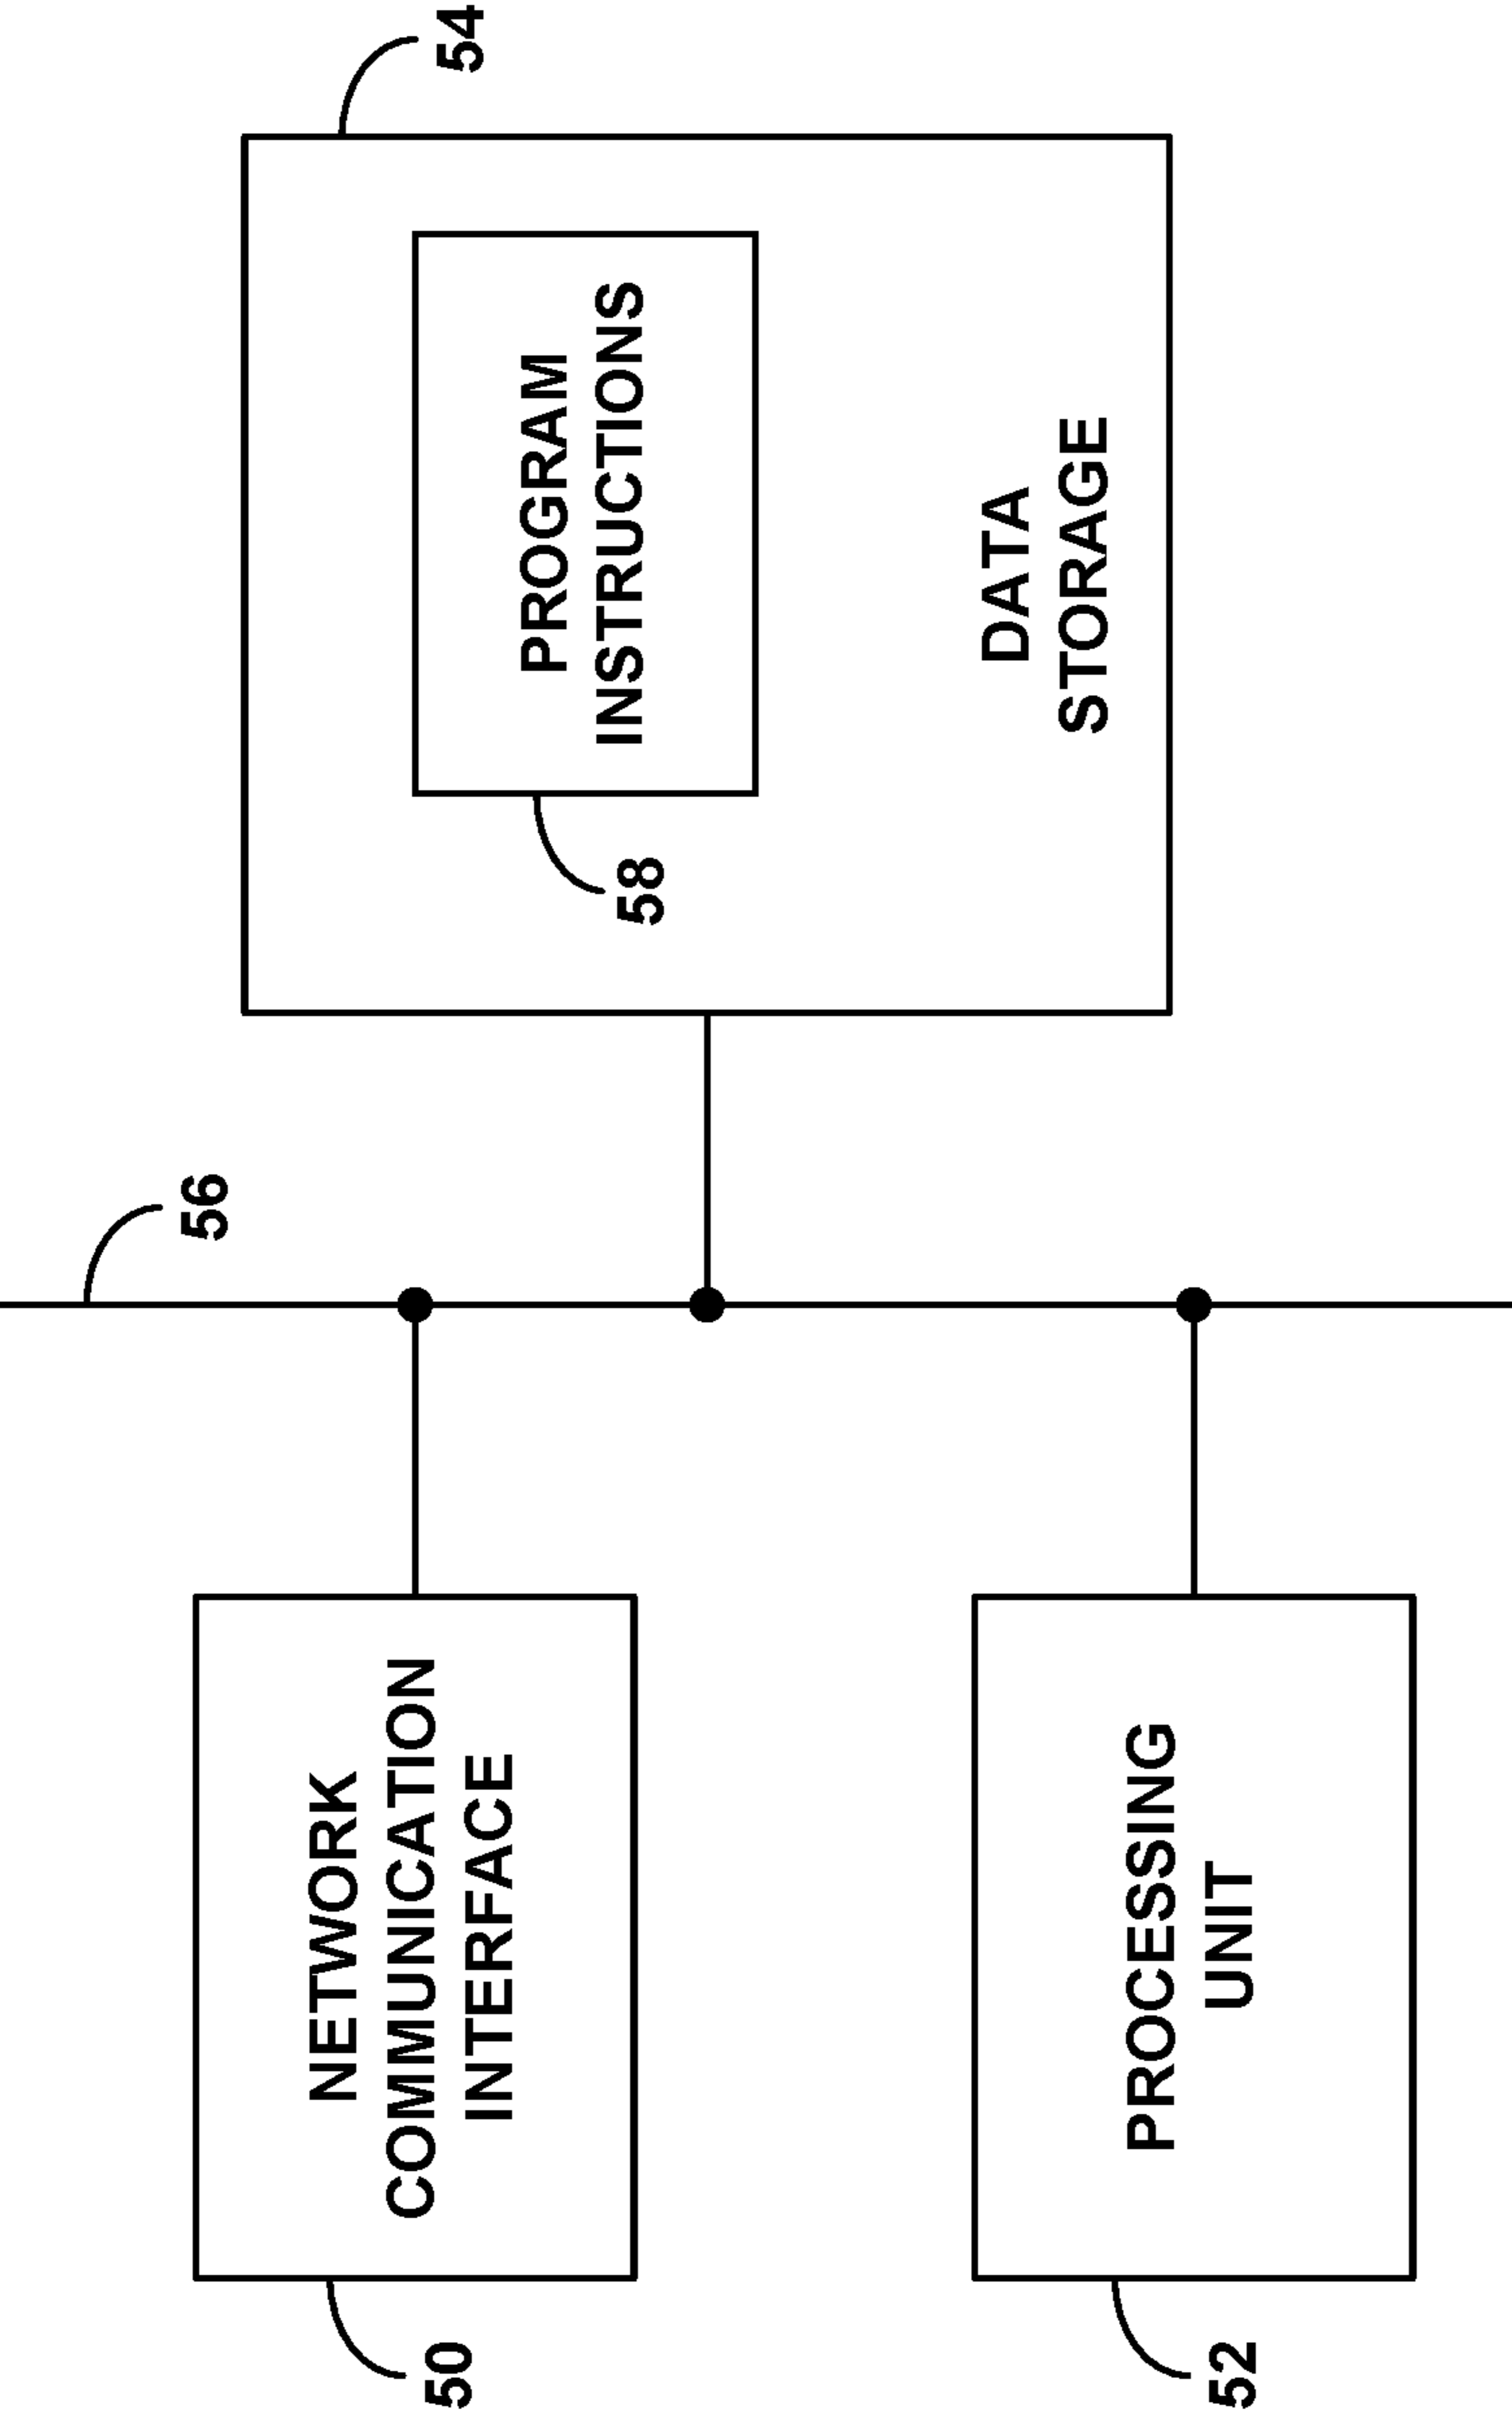 56
NETWORK
COMMUNICATION
INTERFACE
50
PROGRAM
INSTRUCTIONS
58
54
DATA
STORAGE
PROCESSING
UNIT
52